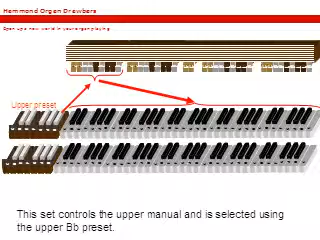 Hammond Organ Drawbars
Open up a new world in your organ playing
Upper preset
This set controls the upper manual and is selected using
the upper Bb preset.